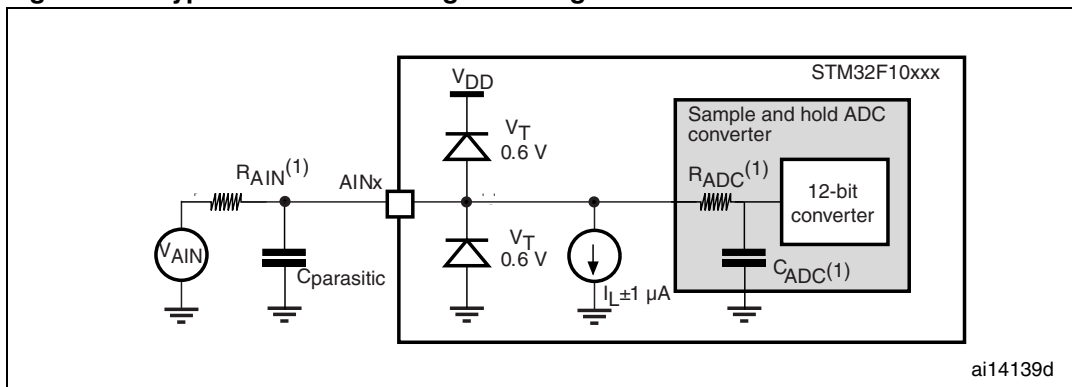 STM32F10xxx
VDD
Sample and hold ADC
converter
VT
0.6 V
RAIN(1)
AINx
RADC(1)
12-bit
converter
VAIN
Cparasitic
VT
0.6 V
IL±1 µA
CADC(1)
ai14139d